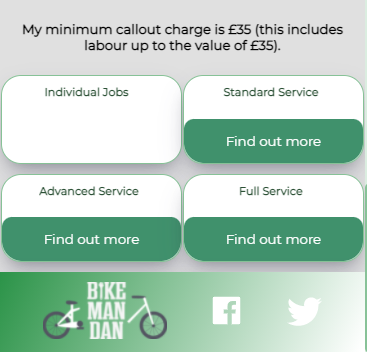 My minimum callout charge is £35 (this includes
labour up to the value of £35).
Individual Jobs
Standard Service
Find out more
Advanced Service
Full Service
Find out more
Find out more
BIKE
MAN
DAN